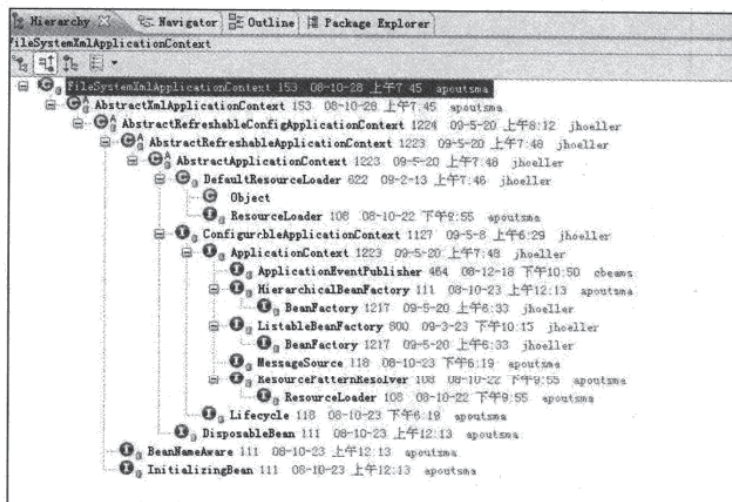 Hierarchy Navigator Outline Package Explorer
FileSystemXmlApplicationContext
FileSystemXmlApplicationContext 153 08-10-28 上午7:45 apoutsma
AbstractXmlApplicationContext 153 08-10-28 上午7:45 apoutsma
AbstractRefreshableConfigApplicationContext 1224 09-5-20 上午8:12 jhoeller
AbstractRefreshableApplicationContext 1223 09-5-20 上午7:48 jhoeller
AbstractApplicationContext 1223 09-5-20 上午7:48 jhoeller
DefaultResourceLoader 622 09-2-13 上午7:46 jhoeller
Object
ResourceLoader 108 08-10-22 下午9:55 apoutsma
ConfigurableApplicationContext 1127 09-5-8 上午6:29 jhoeller
ApplicationContext 1223 09-5-20 上午7:48 jhoeller
ApplicationEventPublisher 464 08-12-18 下午10:50 cbeams
HierarchicalBeanFactory 111 08-10-23 上午12:13 apoutsma
BeanFactory 1217 09-5-20 上午6:33 jhoeller
ListableBeanFactory 800 09-3-23 下午10:15 jhoeller
BeanFactory 1217 09-5-20 上午6:33 jhoeller
MessageSource 118 08-10-23 下午6:19 apoutsma
ResourcePatternResolver 108 08-10-22 下午9:55 apoutsma
ResourceLoader 108 08-10-22 下午9:55 apoutsma
Lifecycle 118 08-10-23 下午6:19 apoutsma
DisposableBean 111 08-10-23 上午12:13 apoutsma
BeanNameAware 111 08-10-23 上午12:13 apoutsma
InitializingBean 111 08-10-23 上午12:13 apoutsma